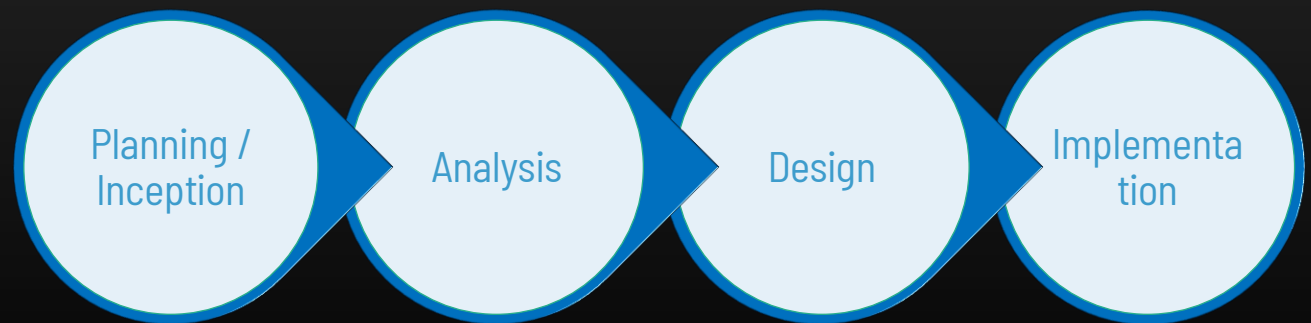 Planning /
Inception
Analysis
Design
Implementa
tion